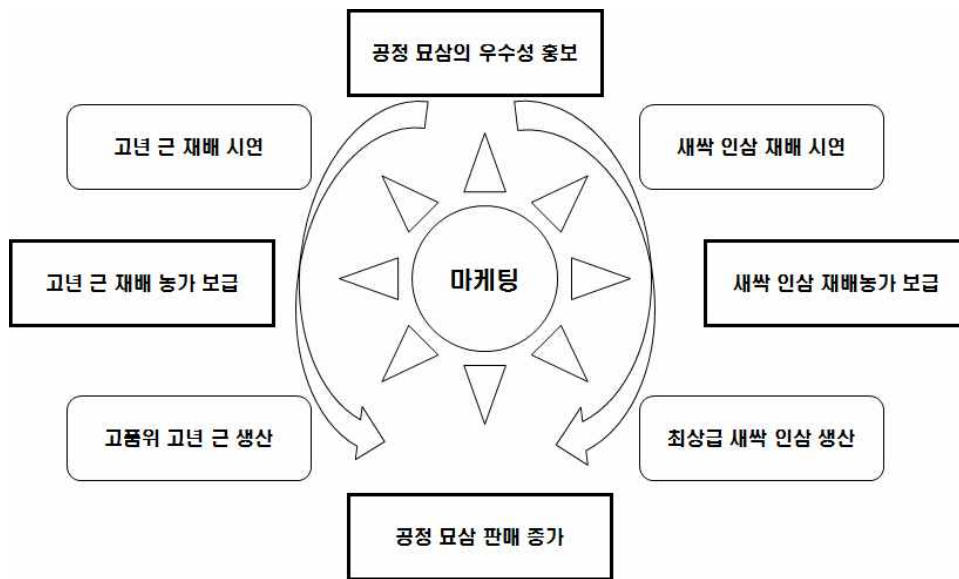 공정 묘삼의 우수성 홍보
고년 근 재배 시연
새싹 인삼 재배 시연
고년 근 재배 농가 보급
마케팅
새싹 인삼 재배농가 보급
고품위 고년 근 생산
최상급 새싹 인삼 생산
공정 묘삼 판매 증가